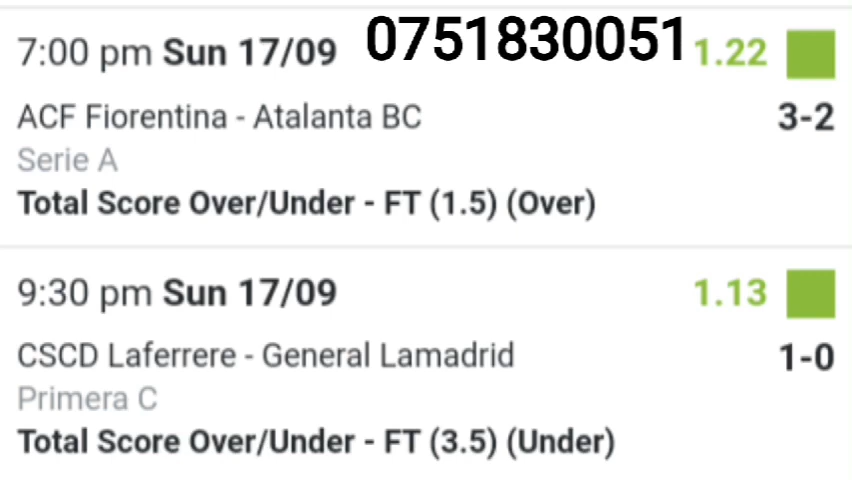 7:00 pm Sun 17/09 0751830051 1.22
ACF Fiorentina - Atalanta BC 3-2
Serie A
Total Score Over/Under - FT (1.5) (Over)
9:30 pm Sun 17/09 1.13
CSCD Laferrere - General Lamadrid 1-0
Primera C
Total Score Over/Under - FT (3.5) (Under)